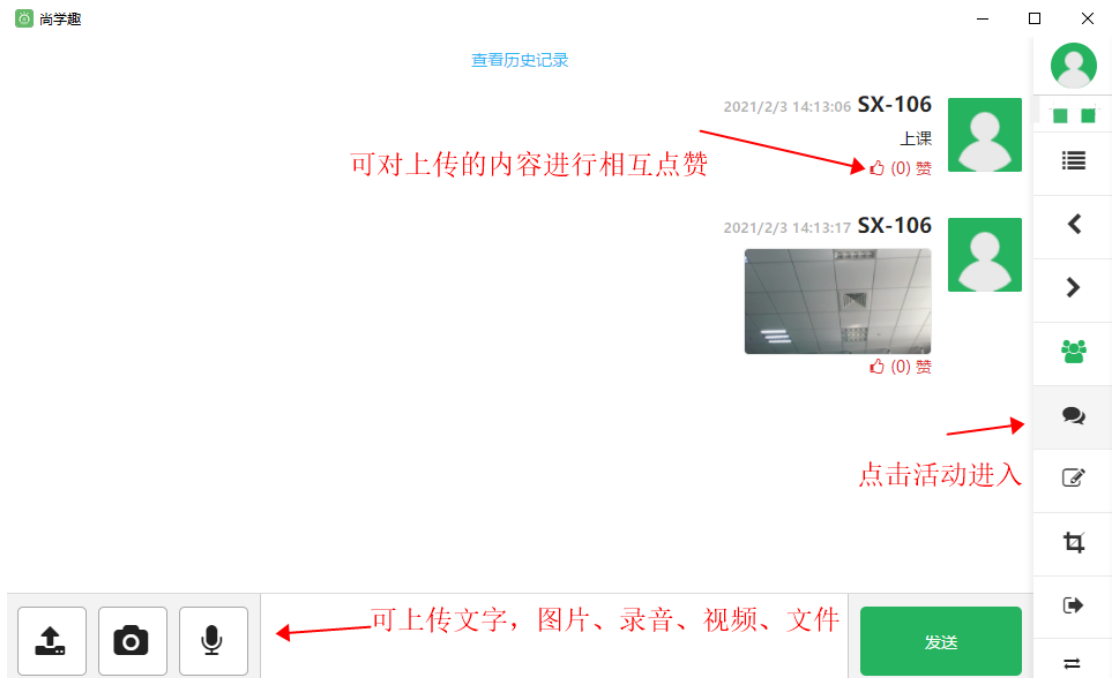 尚学趣
查看历史记录
2021/2/3 14:13:06 SX-106
上课
可对上传的内容进行相互点赞
(0) 赞
2021/2/3 14:13:17 SX-106
(0) 赞
点击活动进入
可上传文字，图片、录音、视频、文件
发送